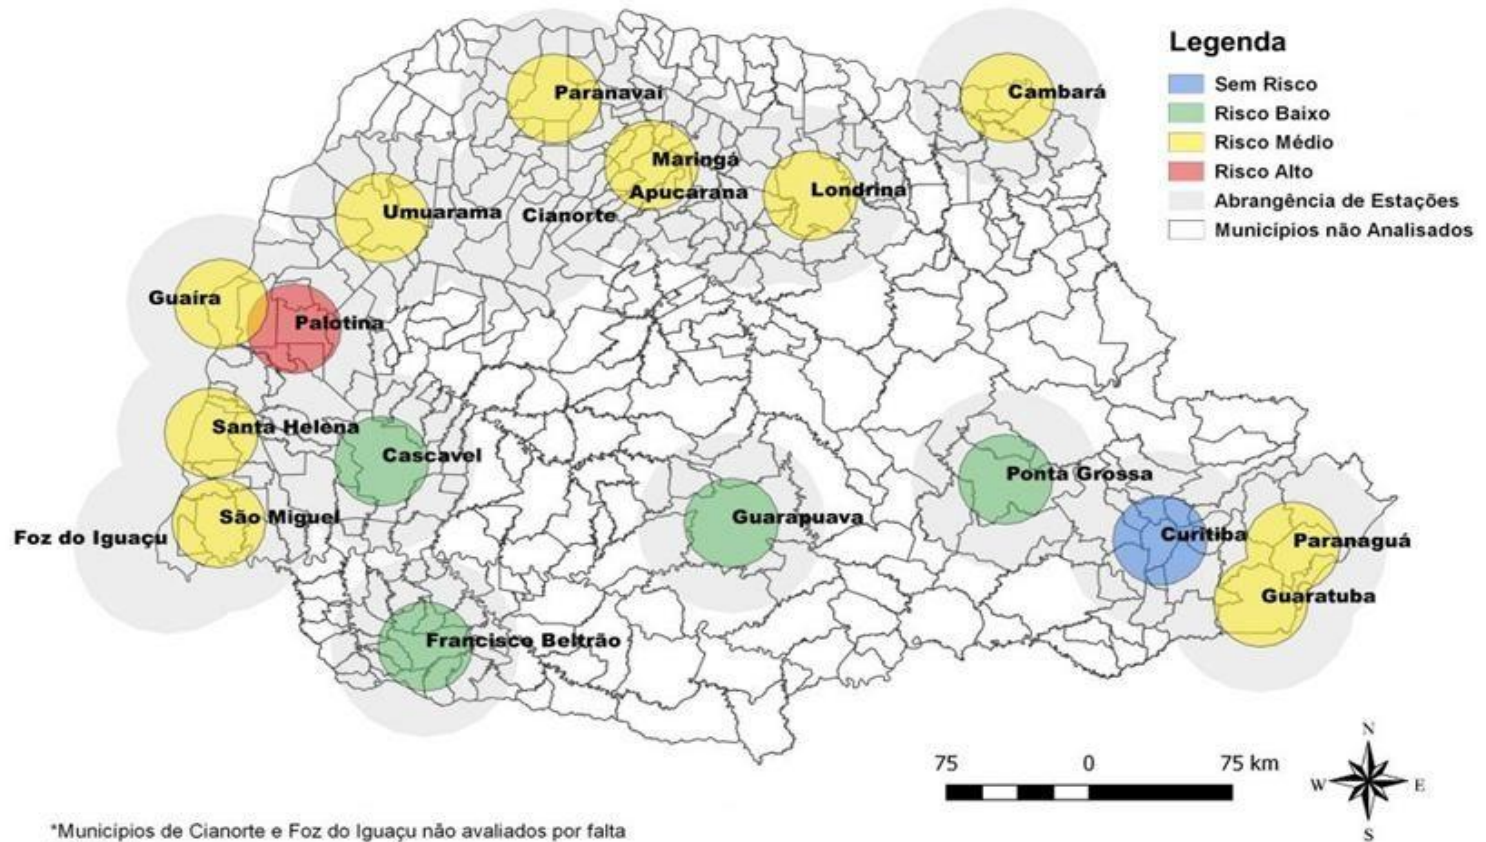 Legenda
Sem Risco
Risco Baixo
Risco Médio
Risco Alto
Abrangência de Estações
Municípios não Analisados
Paranavaí
Cambará
Maringá
Apucarana
Londrina
Umuarama
Cianorte
Guaíra
Palotina
Santa Helena
Cascavel
Ponta Grossa
São Miguel
Guarapuava
Foz do Iguaçu
Curitiba
Paranaguá
Guaratuba
Francisco Beltrão
N
W
E
S
75 0 75 km
*Municípios de Cianorte e Foz do Iguaçu não avaliados por falta